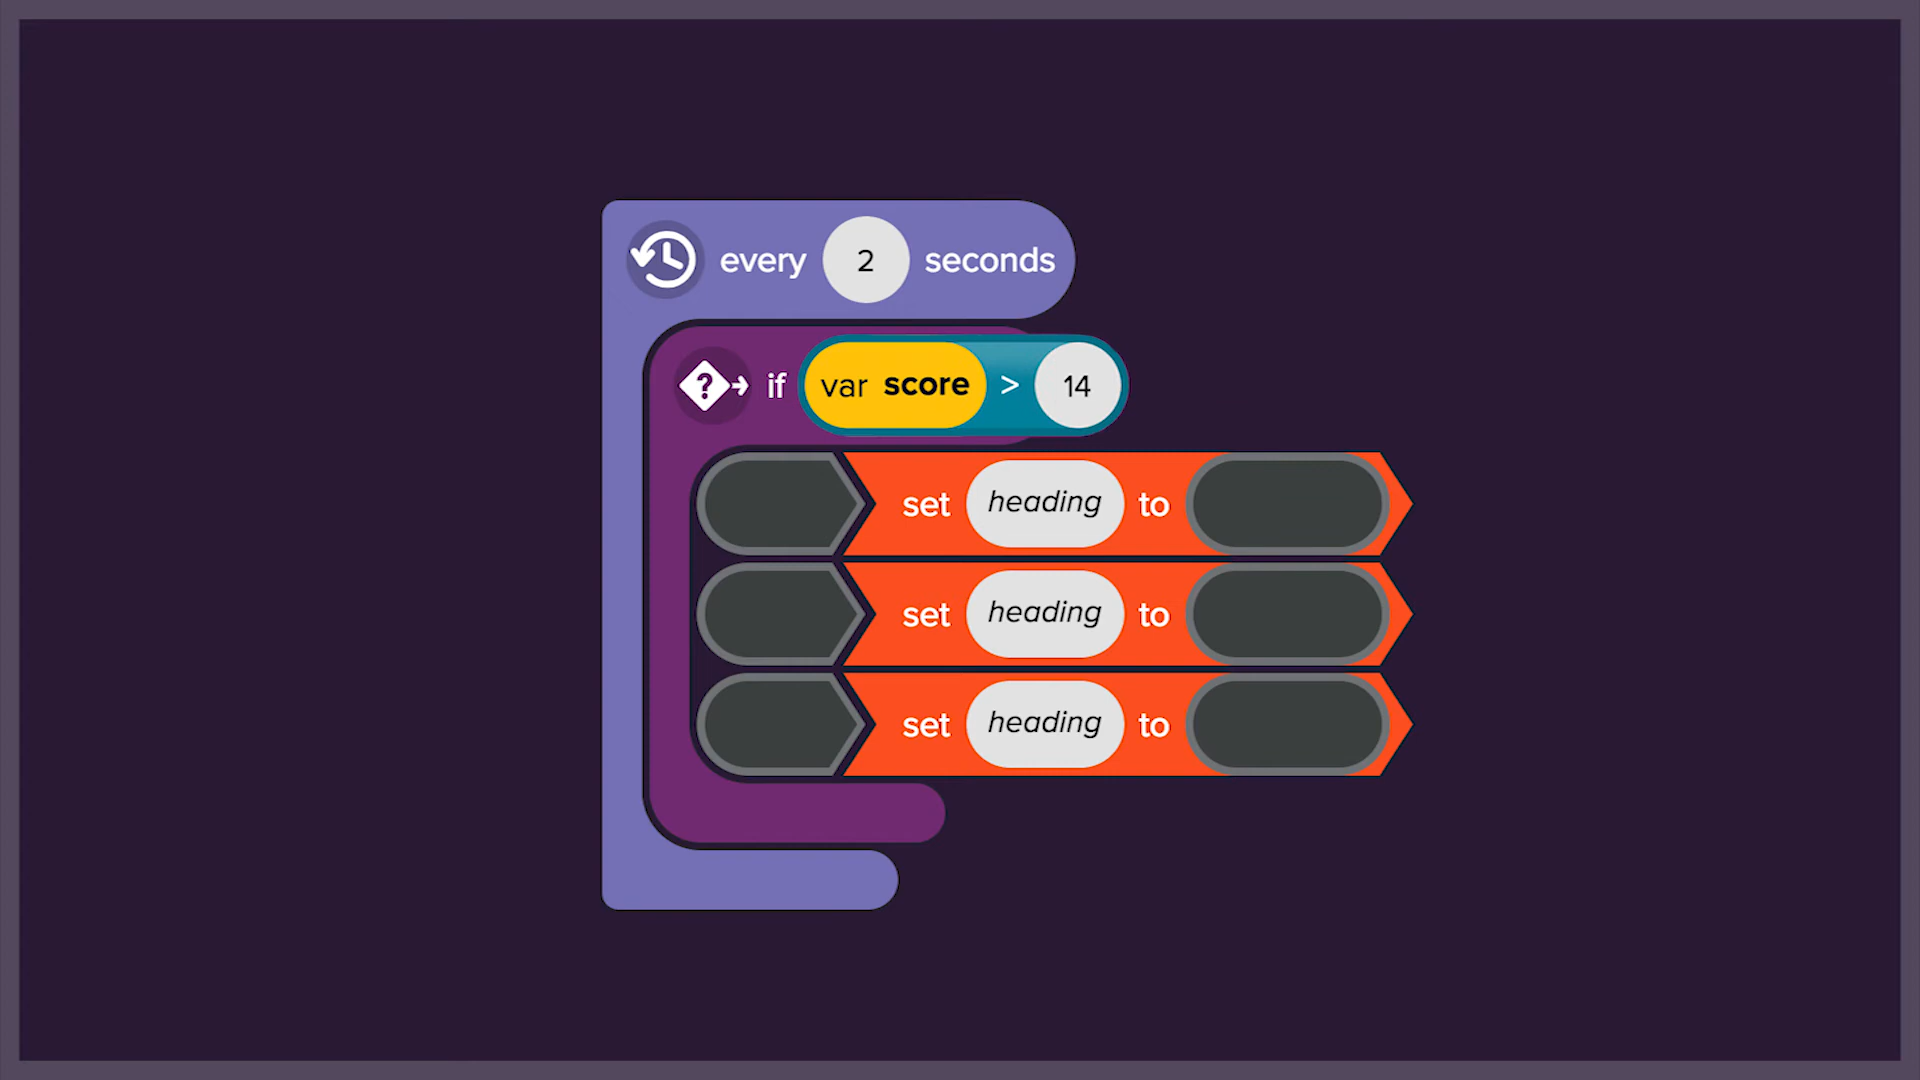 every 2 seconds
if var score > 14
set heading to
set heading to
set heading to